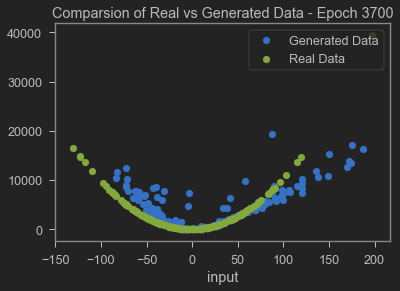 Comparsion of Real vs Generated Data - Epoch 3700
40000
30000
20000
10000
0
Generated Data
Real Data
−150 −100 −50 0 50 100 150 200
input